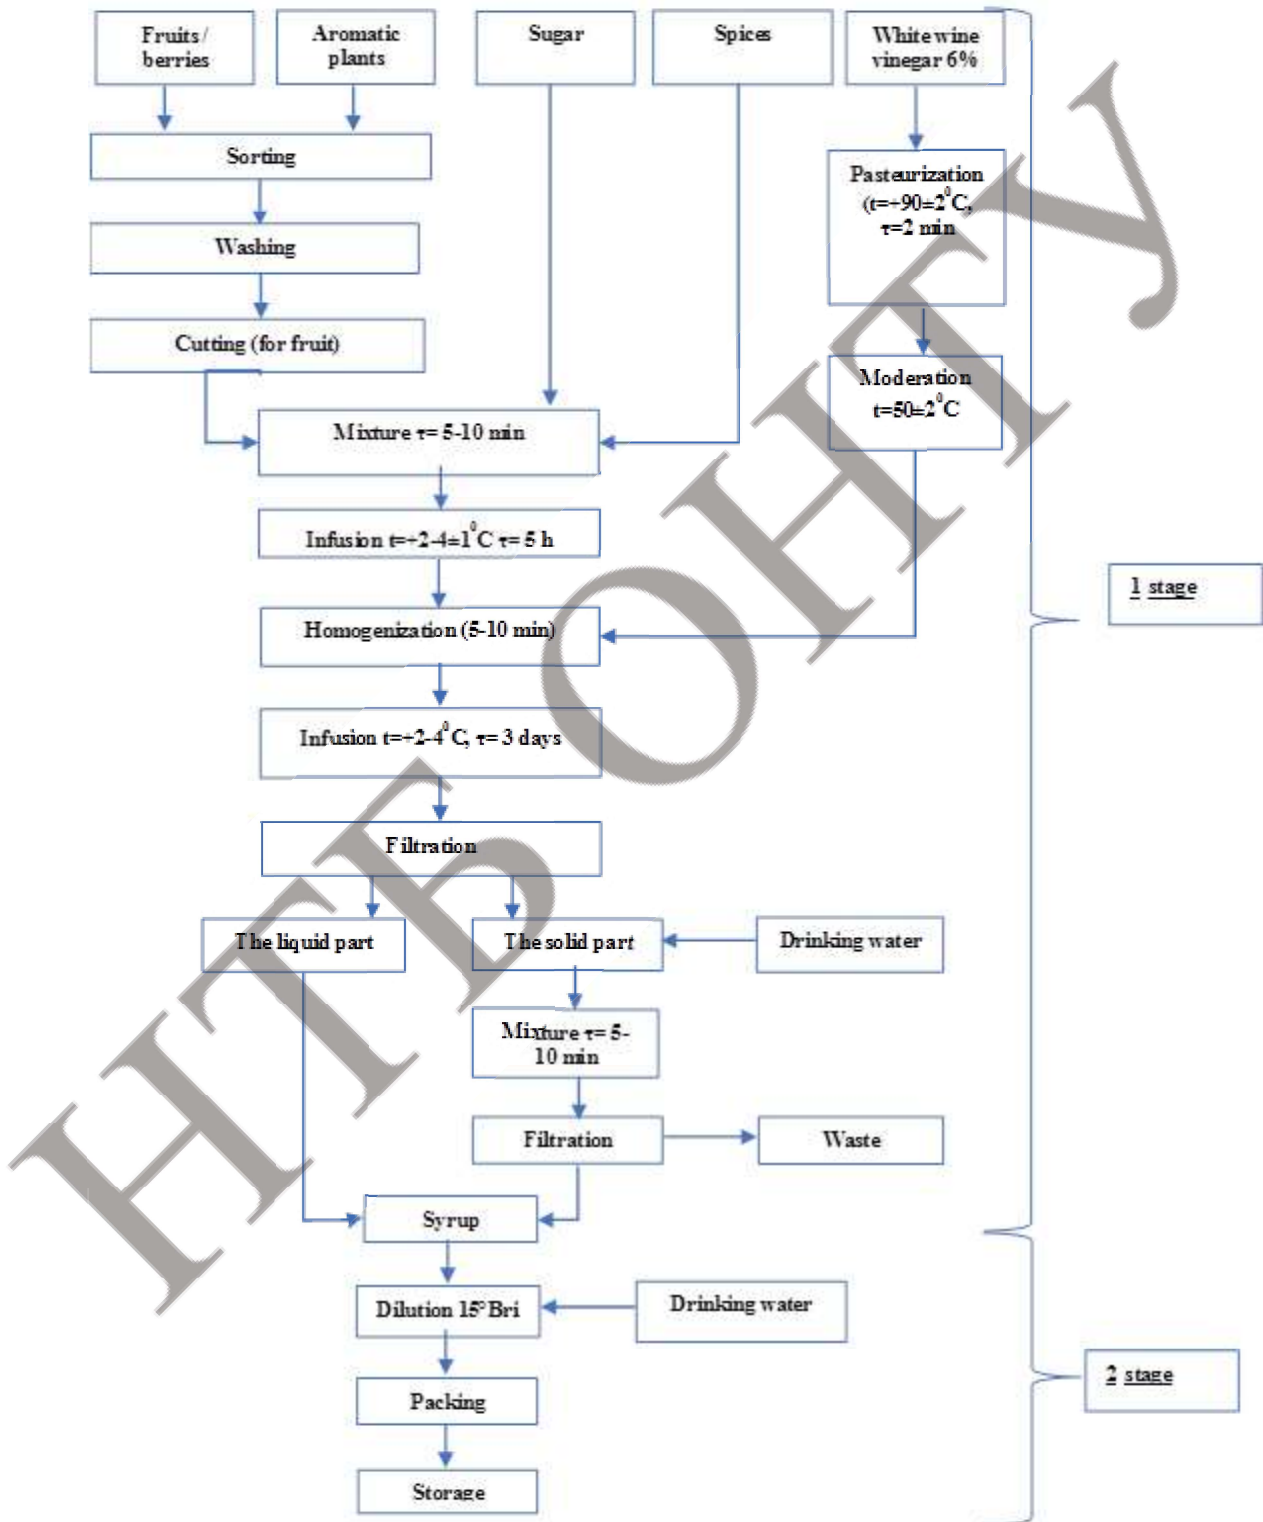 Fruits /
berries
Aromatic
plants
Sugar
Spices
White wine
vinegar 6%
Sorting
Washing
Cutting (for fruit)
Pasteurization
(t=+90±2⁰C,
τ=2 min
Moderation
t=50±2⁰C
Mixture τ= 5-10 min
Infusion t=+2-4±1⁰C τ= 5 h
Homogenization (5-10 min)
Infusion t=+2-4⁰C, τ= 3 days
Filtration
The liquid part
The solid part
Drinking water
Mixture τ= 5-
10 min
Filtration
Waste
Syrup
Dilution 15° Bri
Drinking water
Packing
Storage
1 stage
2 stage
НТБ ОНТУ